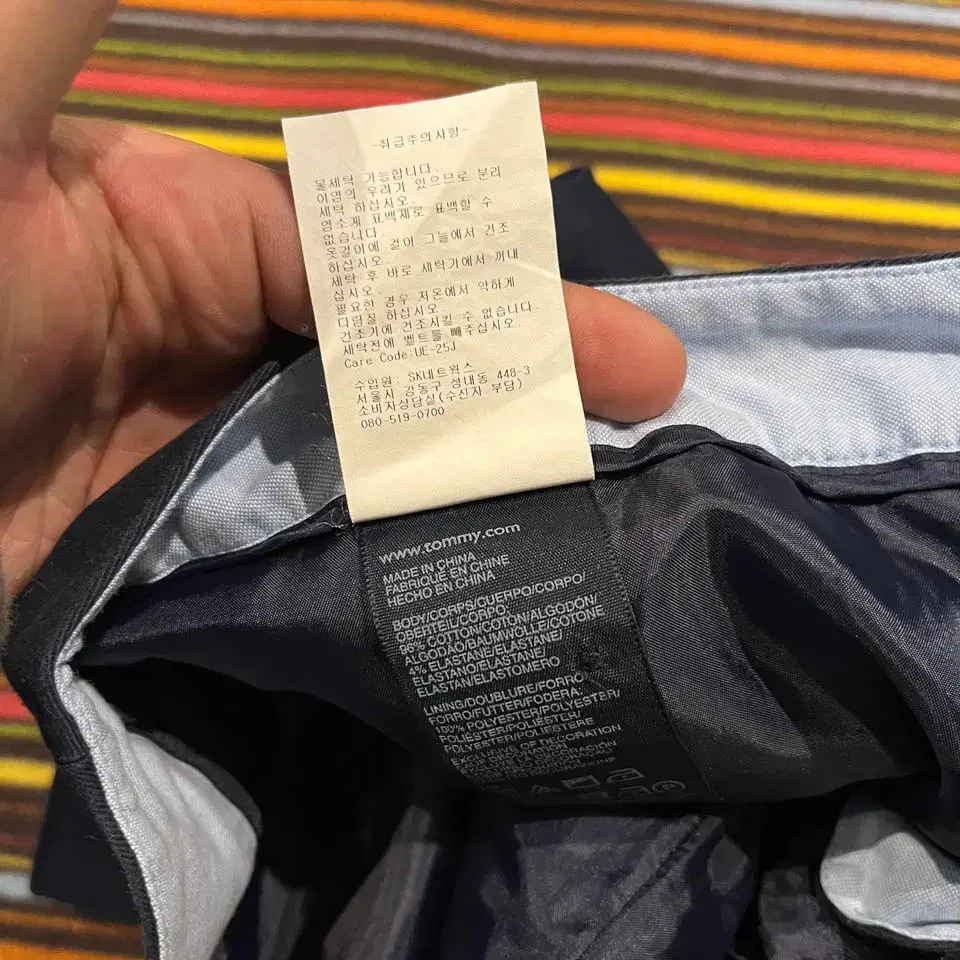 -취급주의사항-
물세탁 가능합니다.
이염의 우려가 있으므로 분리
세탁 하십시오.
염소계 표백제로 표백할 수
없습니다.
옷걸이에 걸어 그늘에서 건조
하십시오.
세탁 후 바로 세탁기에서 꺼내
십시오.
필요한 경우 저온에서 약하게
다림질 하십시오.
건조기에 건조시킬 수 없습니다.
세탁전에 벨트를 빼주십시오.
Care Code:UE-25J
수입원 : SK네트웍스
서울시 강동구 성내동 448-3
소비자상담실(수신자 부담)
080-519-0700
www.tommy.com
MADE IN CHINA
FABRIQUE EN CHINE
HECHO EN CHINA
BODY/CORPS/CUERPO/CORPO/
OBERTEIL/CORPO:
96% COTTON/COTON/ALGODON/
ALGODAO/BAUMWOLLE/COTONE
4% ELASTANE/ELASTANE/
ELASTAN/ELASTANE/
ELASTAN/ELASTOMERO
LINING/DOUBLURE/FORRO
FORRO/FUTTER/FODERA:
100% POLYESTER/POLYESTER/
POLIESTER/POLIESTER/
POLYESTER/POLIESTERE
EXCLUSIVE OF DECORATION